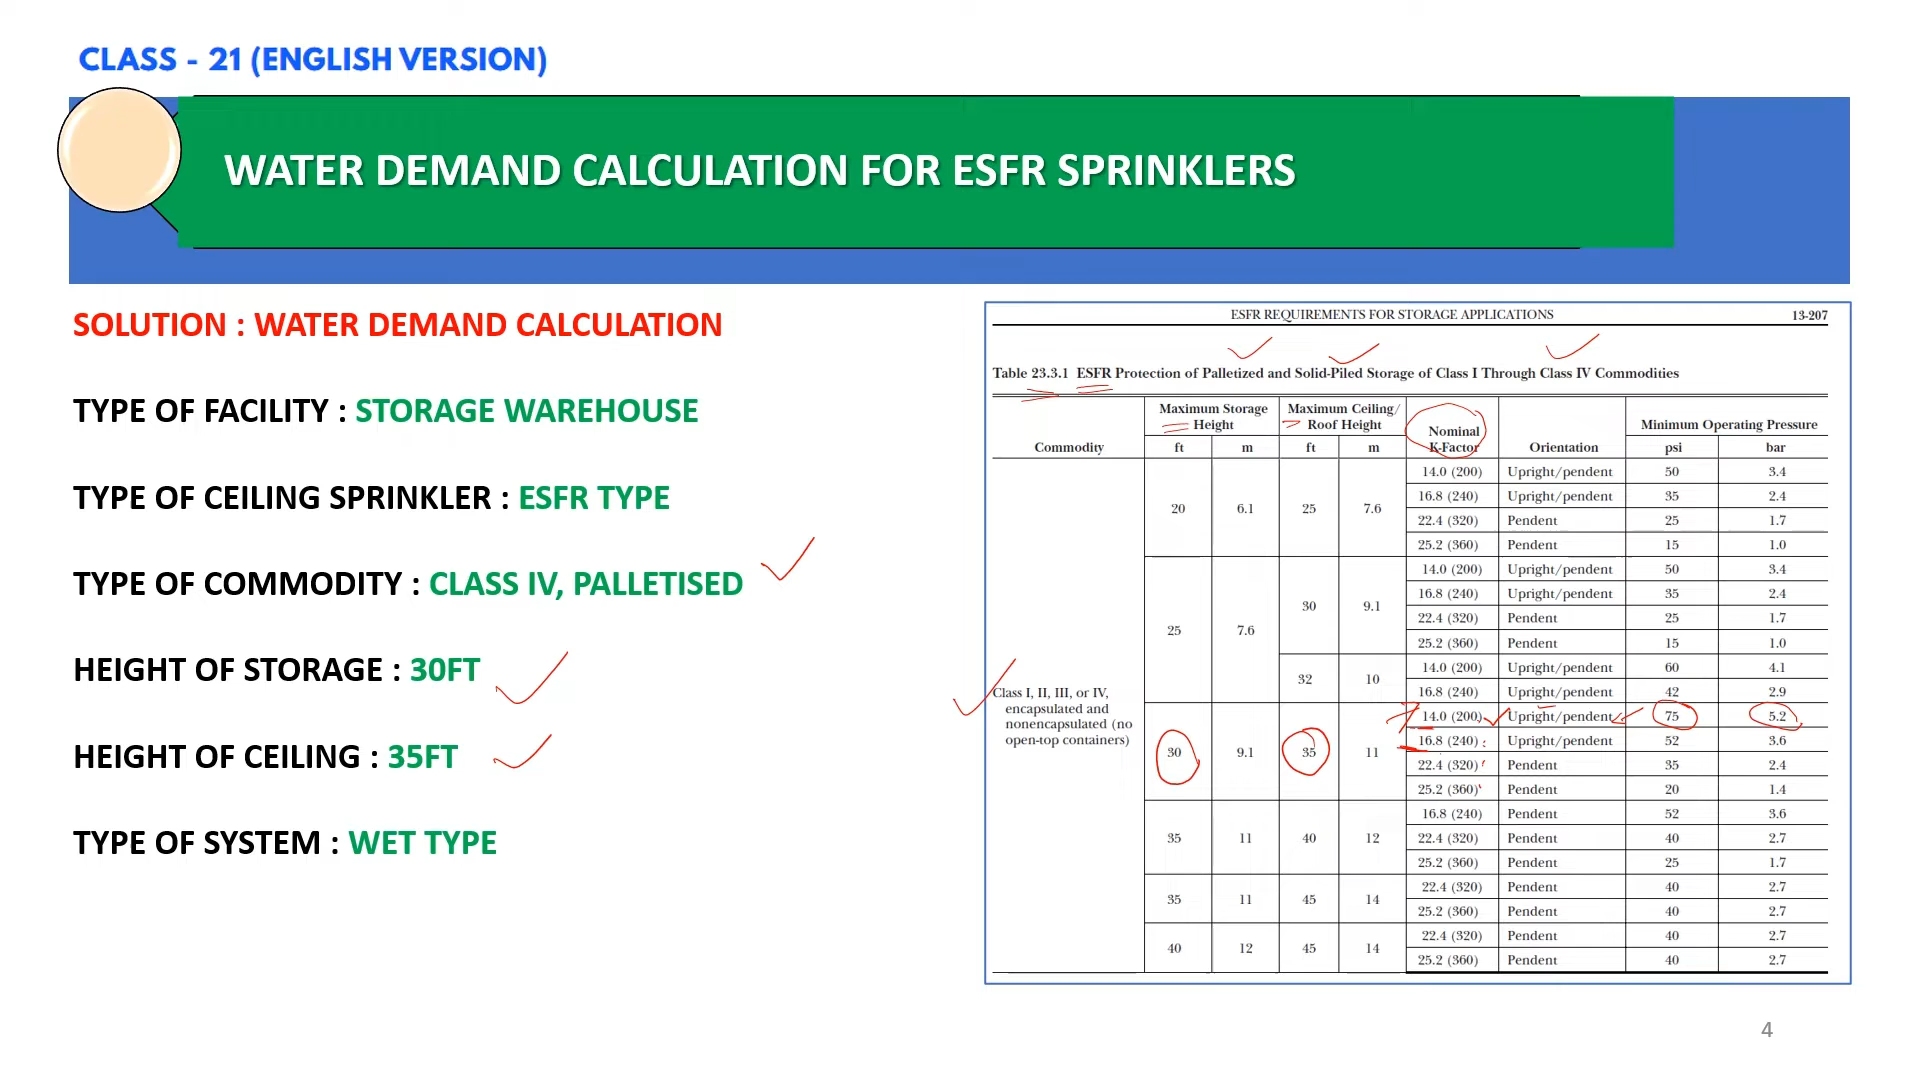 CLASS - 21 (ENGLISH VERSION)
WATER DEMAND CALCULATION FOR ESFR SPRINKLERS
SOLUTION : WATER DEMAND CALCULATION
TYPE OF FACILITY : STORAGE WAREHOUSE
TYPE OF CEILING SPRINKLER : ESFR TYPE
TYPE OF COMMODITY : CLASS IV, PALLETISED
HEIGHT OF STORAGE : 30FT
HEIGHT OF CEILING : 35FT
TYPE OF SYSTEM : WET TYPE
ESFR REQUIREMENTS FOR STORAGE APPLICATIONS 13-207
Table 23.3.1 ESFR Protection of Palletized and Solid-Piled Storage of Class I Through Class IV Commodities
Maximum Storage Height Maximum Ceiling/ Roof Height Nominal K-Factor Minimum Operating Pressure
Commodity ft m ft m Orientation psi bar
Class I, II, III, or IV,
encapsulated and
nonencapsulated (no
open-top containers)
20 6.1 25 7.6 14.0 (200) Upright/pendent 50 3.4
16.8 (240) Upright/pendent 35 2.4
22.4 (320) Pendent 25 1.7
25.2 (360) Pendent 15 1.0
25 7.6 30 9.1 14.0 (200) Upright/pendent 50 3.4
16.8 (240) Upright/pendent 35 2.4
22.4 (320) Pendent 25 1.7
25.2 (360) Pendent 15 1.0
32 10 14.0 (200) Upright/pendent 60 4.1
16.8 (240) Upright/pendent 42 2.9
30 9.1 35 11 14.0 (200) Upright/pendent 75 5.2
16.8 (240) Upright/pendent 52 3.6
22.4 (320) Pendent 35 2.4
25.2 (360) Pendent 20 1.4
35 11 40 12 16.8 (240) Pendent 52 3.6
22.4 (320) Pendent 40 2.7
25.2 (360) Pendent 25 1.7
35 11 45 14 22.4 (320) Pendent 40 2.7
25.2 (360) Pendent 40 2.7
40 12 45 14 22.4 (320) Pendent 40 2.7
25.2 (360) Pendent 40 2.7
4